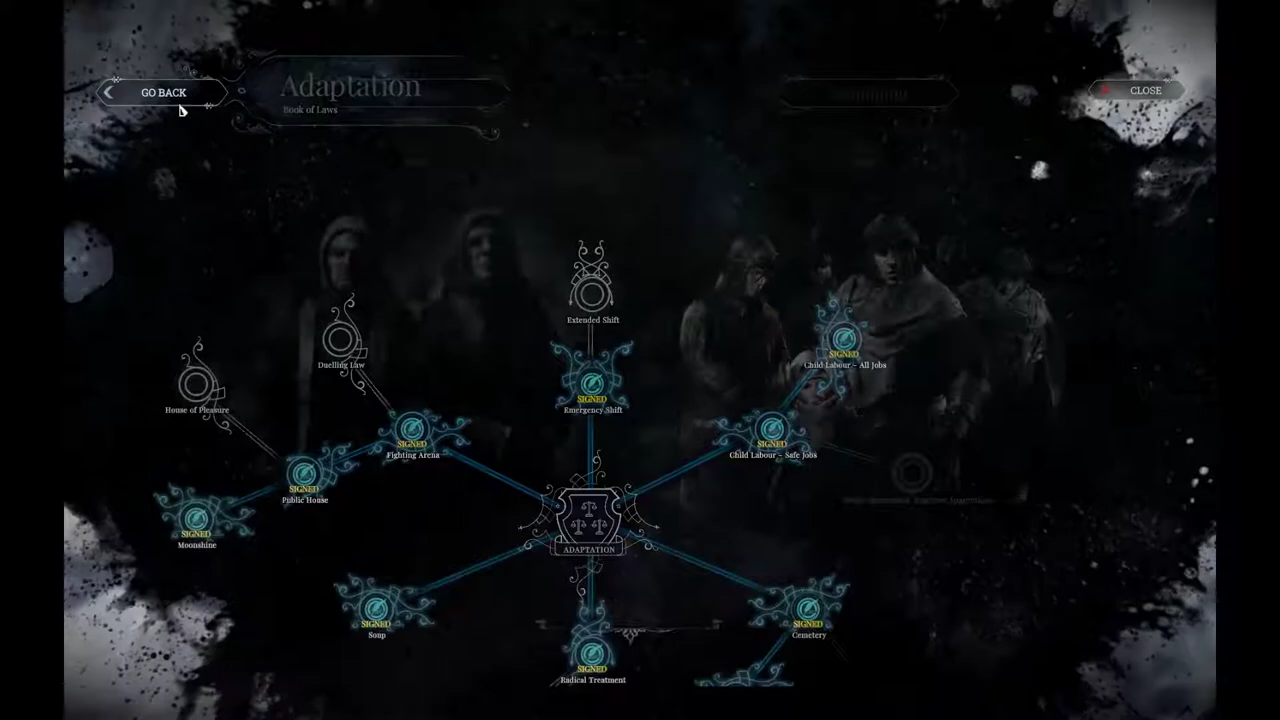 GO BACK
Adaptation
Book of Laws
CLOSE
Extended Shift
Duelling Law
SIGNED
Child Labour - All Jobs
House of Pleasure
SIGNED
Emergency Shift
SIGNED
Fighting Arena
SIGNED
Child Labour - Safe Jobs
SIGNED
Public House
SIGNED
Moonshine
ADAPTATION
SIGNED
Soup
SIGNED
Cemetery
SIGNED
Radical Treatment